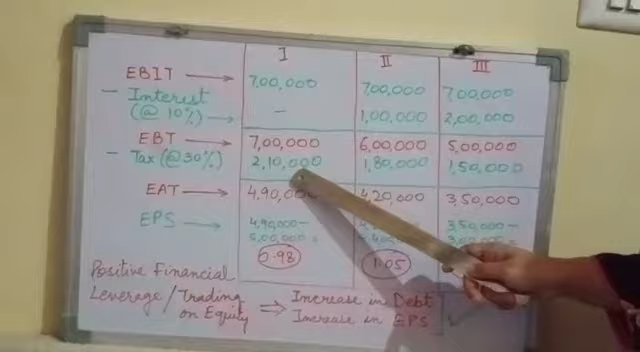 I II III
EBIT → 7,00,000 7,00,000 7,00,000
- Interest
(@ 10%) → - 1,00,000 2,00,000
EBT → 7,00,000 6,00,000 5,00,000
- Tax (@30%) 2,10,000 1,80,000 1,50,000
EAT → 4,90,000 4,20,000 3,50,000
EPS → 4,90,000 3,50,000
5,00,000
0.98 1.05
Positive Financial
Leverage / Trading ⇒ Increase in Debt
on Equity Increase in EPS